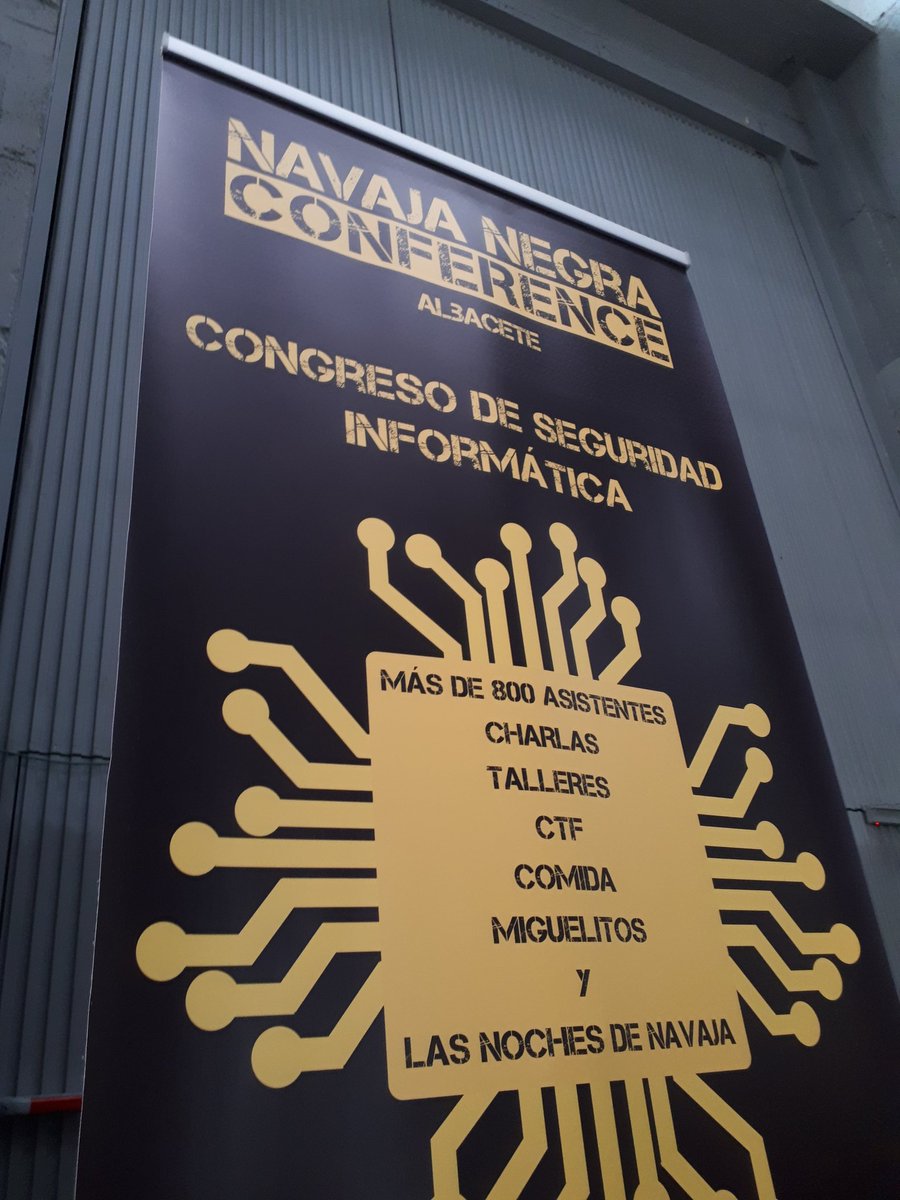 NAVAJA NEGRA
CONFERENCE
AL3ACETE
CONGRESO DE SEGURIDAD
INFORMÁTICA
MÁS DE 800 ASISTENTES
CHARLAS
TALLERES
CTF
COMIDA
MIGUELITOS
Y
LAS NOCHES DE NAVAJA